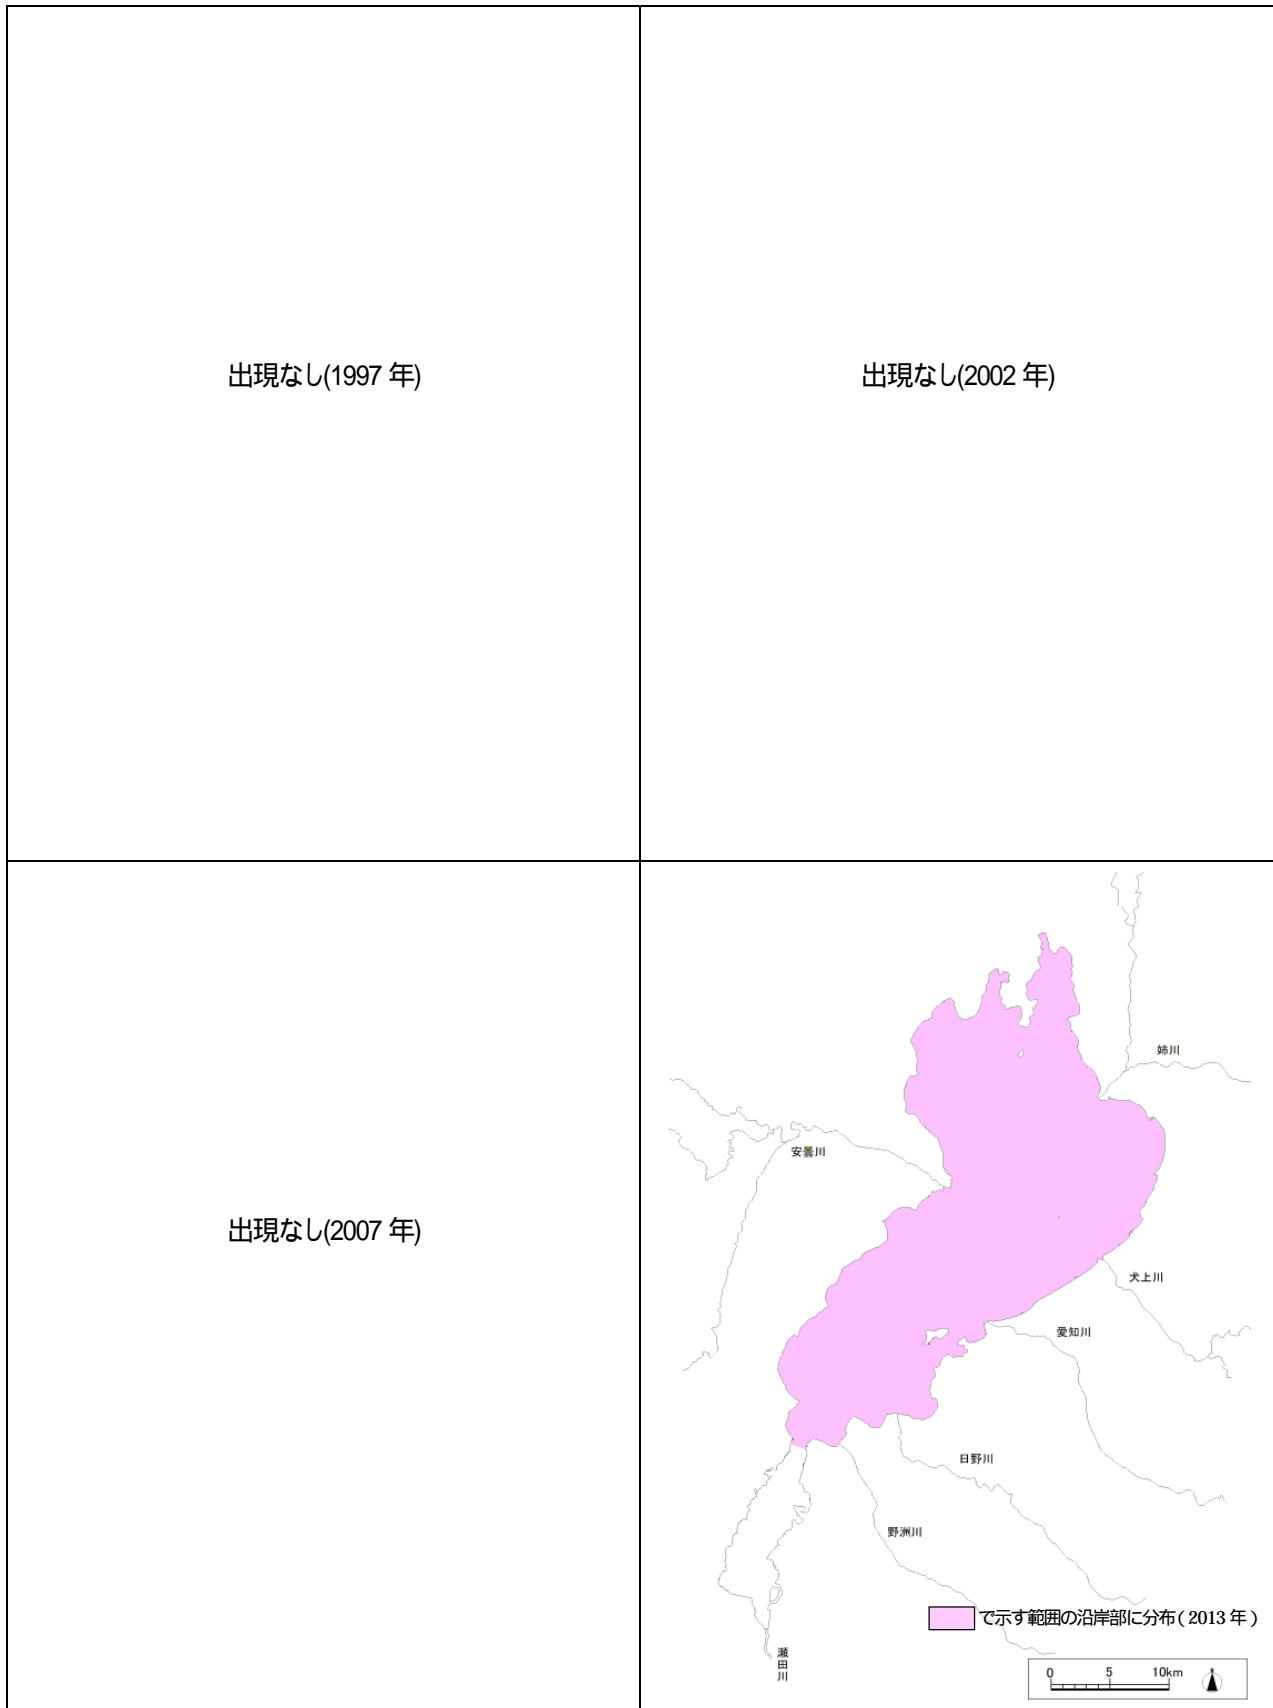 出現なし(1997 年)
出現なし(2002 年)
出現なし(2007 年)
姉川
安曇川
犬上川
愛知川
日野川
野洲川
で示す範囲の沿岸部に分布(2013 年)
瀬田川
0 5 10km